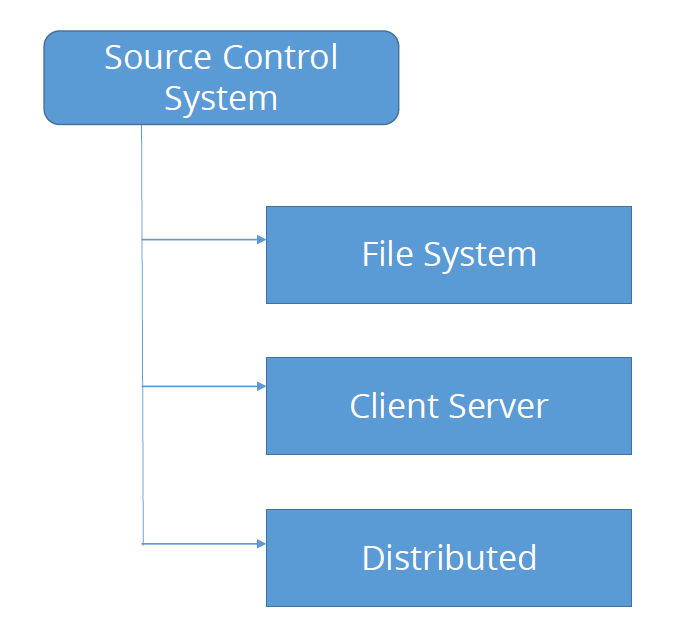 Source Control
System
File System
Client Server
Distributed